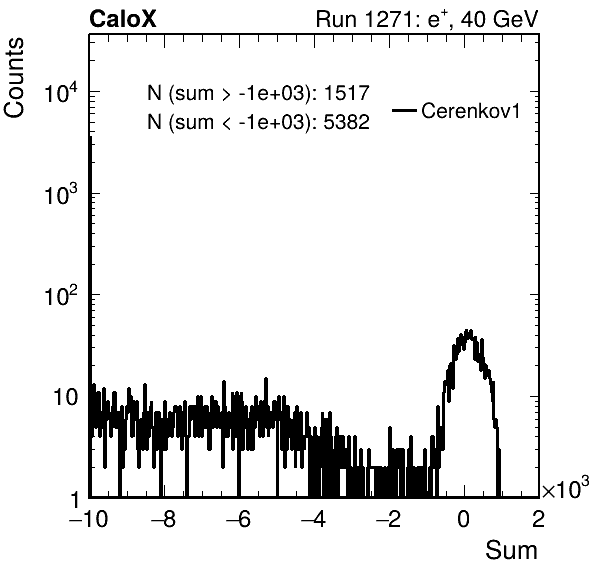 CaloX Run 1271: e⁺, 40 GeV
Counts
N (sum > -1e+03): 1517
N (sum < -1e+03): 5382
Cerenkov1
10⁴
10³
10²
10
1
−10 −8 −6 −4 −2 0 2
×10³
Sum